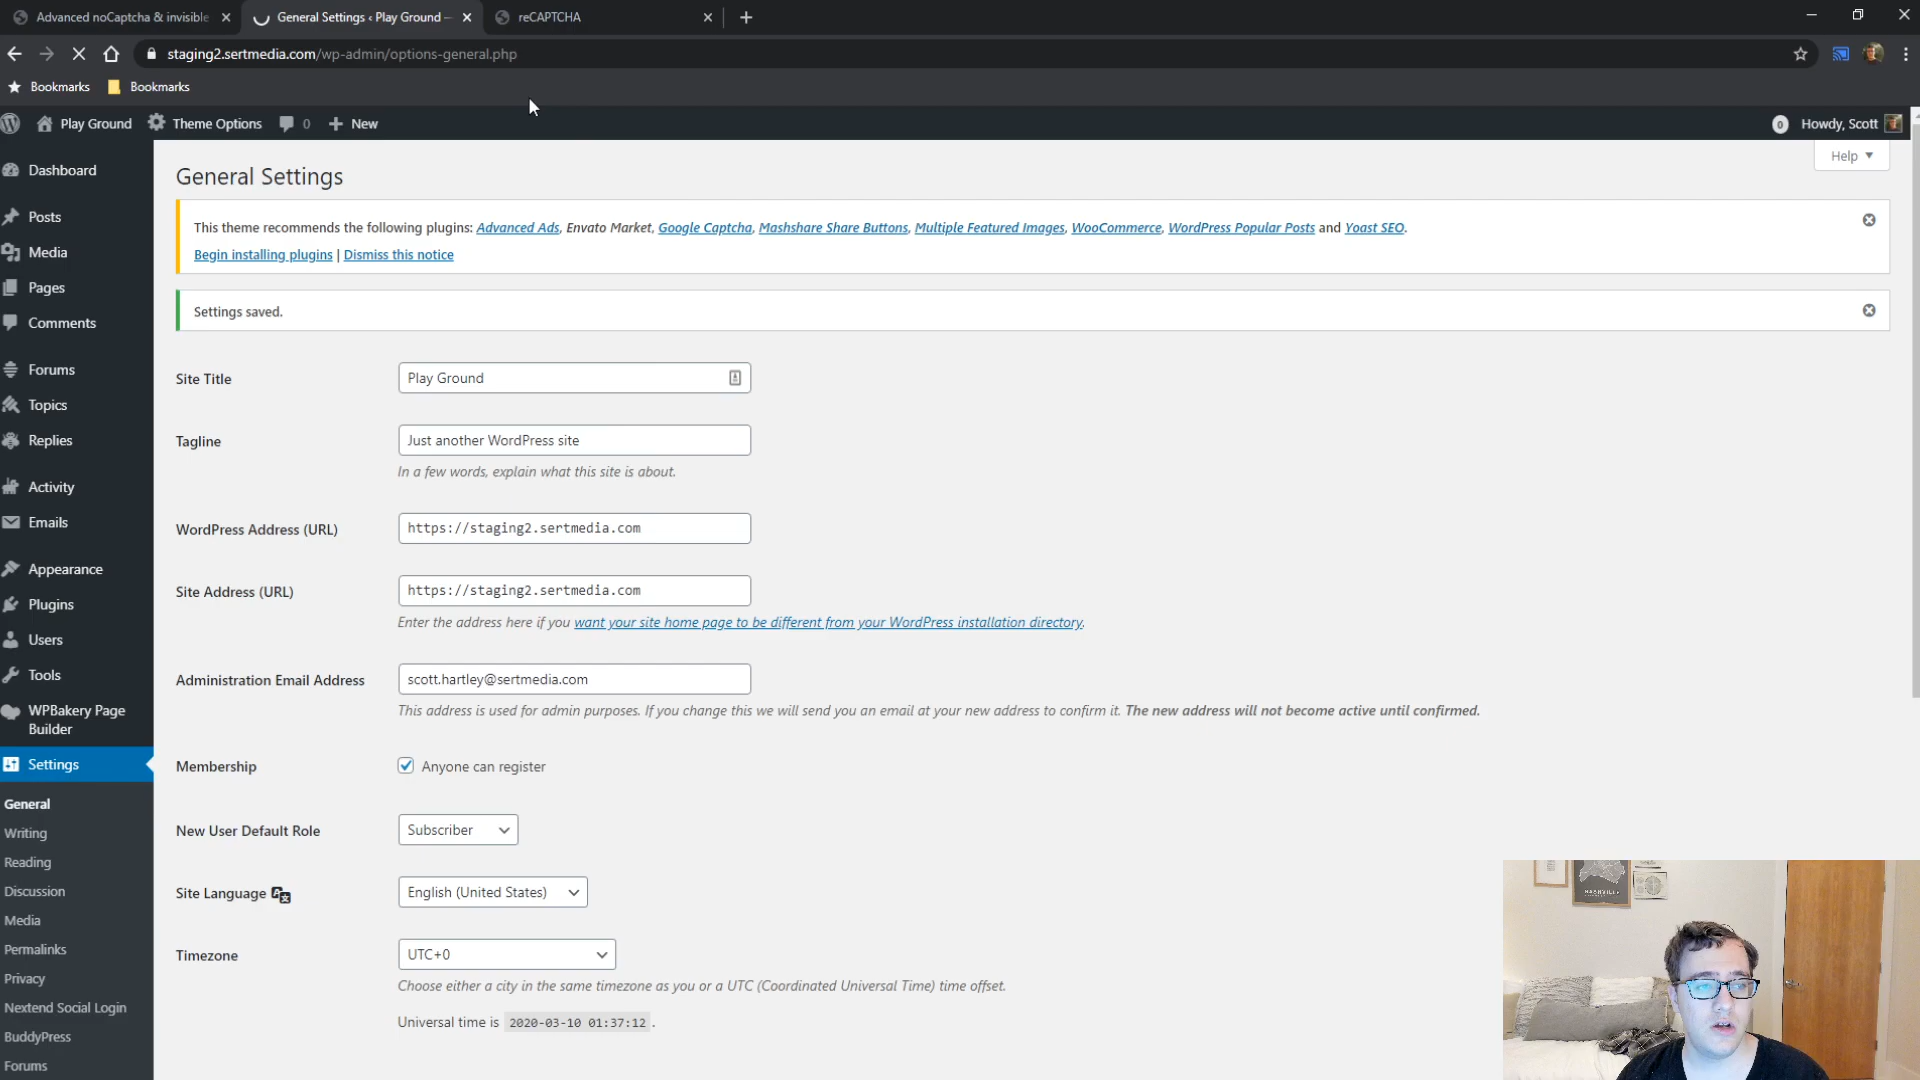 Advanced noCaptcha & invisible
General Settings ‹ Play Ground —
reCAPTCHA
staging2.sertmedia.com/wp-admin/options-general.php
Bookmarks
Bookmarks
Play Ground
Theme Options
0
New
0
Howdy, Scott
Help
Dashboard
Posts
Media
Pages
Comments
Forums
Topics
Replies
Activity
Emails
Appearance
Plugins
Users
Tools
WPBakery Page
Builder
Settings
General
Writing
Reading
Discussion
Media
Permalinks
Privacy
Nextend Social Login
BuddyPress
Forums
General Settings
This theme recommends the following plugins: Advanced Ads, Envato Market, Google Captcha, Mashshare Share Buttons, Multiple Featured Images, WooCommerce, WordPress Popular Posts and Yoast SEO.
Begin installing plugins | Dismiss this notice
Settings saved.
Site Title
Play Ground
Tagline
Just another WordPress site
In a few words, explain what this site is about.
WordPress Address (URL)
https://staging2.sertmedia.com
Site Address (URL)
https://staging2.sertmedia.com
Enter the address here if you want your site home page to be different from your WordPress installation directory.
Administration Email Address
scott.hartley@sertmedia.com
This address is used for admin purposes. If you change this we will send you an email at your new address to confirm it. The new address will not become active until confirmed.
Membership
Anyone can register
New User Default Role
Subscriber
Site Language
English (United States)
Timezone
UTC+0
Choose either a city in the same timezone as you or a UTC (Coordinated Universal Time) time offset.
Universal time is 2020-03-10 01:37:12 .
NASHVILLE